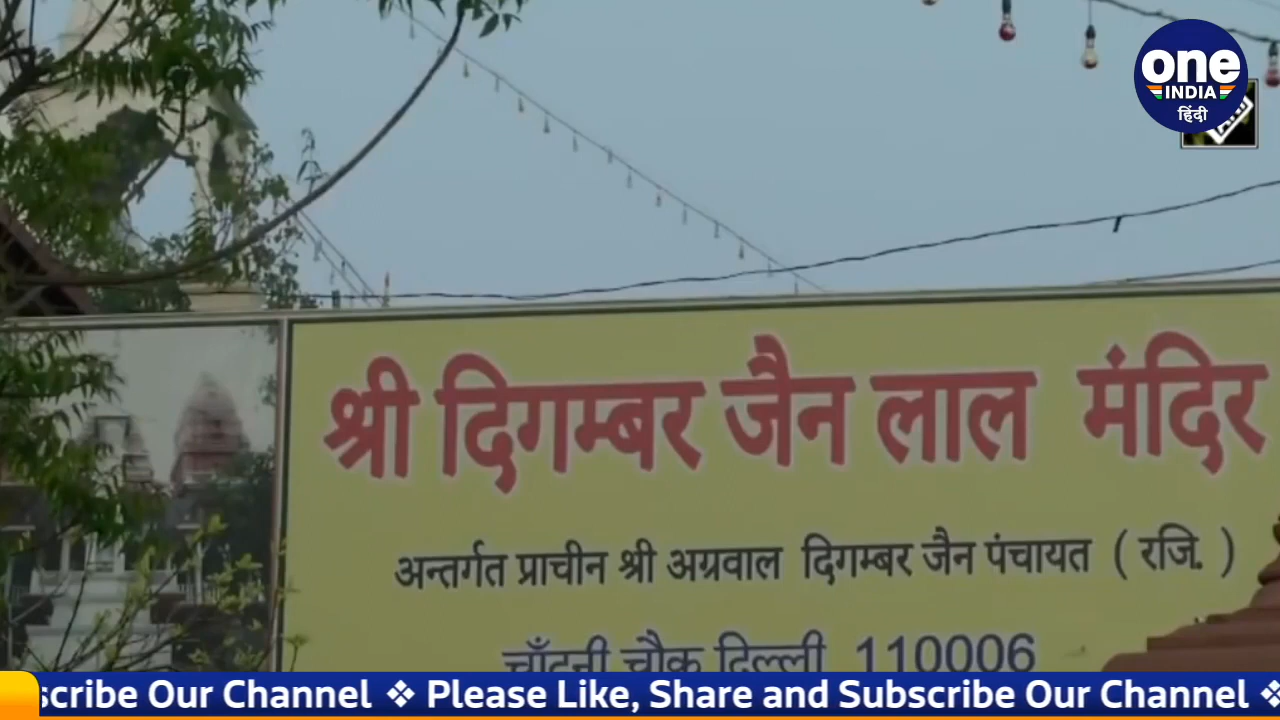 one
INDIA
हिंदी
श्री दिगम्बर जैन लाल मंदिर
अन्तर्गत प्राचीन श्री अग्रवाल दिगम्बर जैन पंचायत ( रजि. )
चाँदनी चौक दिल्ली 110006
scribe Our Channel ❖ Please Like, Share and Subscribe Our Channel ❖